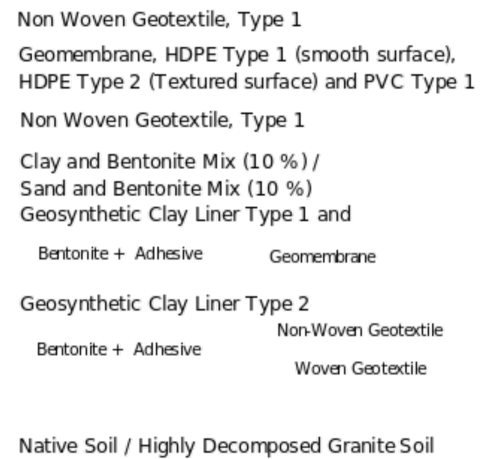 Non Woven Geotextile, Type 1
Geomembrane, HDPE Type 1 (smooth surface),
HDPE Type 2 (Textured surface) and PVC Type 1
Non Woven Geotextile, Type 1
Clay and Bentonite Mix (10 %) /
Sand and Bentonite Mix (10 %)
Geosynthetic Clay Liner Type 1 and
Bentonite + Adhesive
Geomembrane
Geosynthetic Clay Liner Type 2
Non-Woven Geotextile
Bentonite + Adhesive
Woven Geotextile
Native Soil / Highly Decomposed Granite Soil